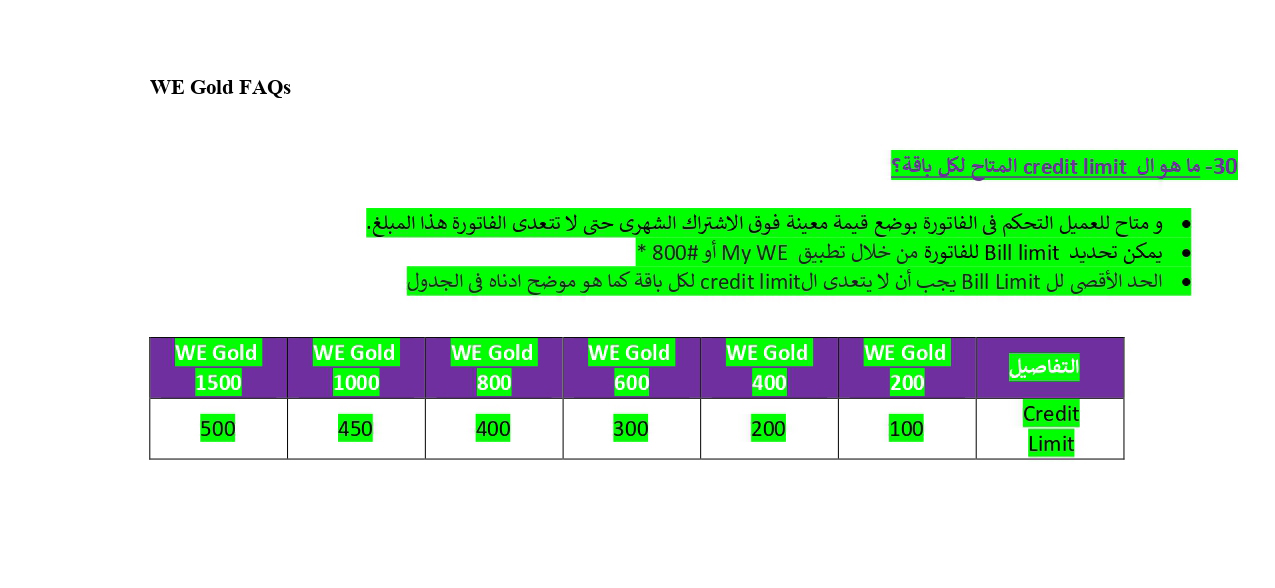 WE Gold FAQs
30- ما هو ال credit limit المتاح لكل باقة؟
• و متاح للعميل التحكم فى الفاتورة بوضع قيمة معينة فوق الاشتراك الشهرى حتى لا تتعدى الفاتورة هذا المبلغ.
• يمكن تحديد Bill limit للفاتورة من خلال تطبيق My WE أو #800 *
• الحد الأقصى لل Bill Limit يجب أن لا يتعدى الcredit limit لكل باقة كما هو موضح ادناه فى الجدول
التفاصيل WE Gold 200 WE Gold 400 WE Gold 600 WE Gold 800 WE Gold 1000 WE Gold 1500
Credit Limit 100 200 300 400 450 500